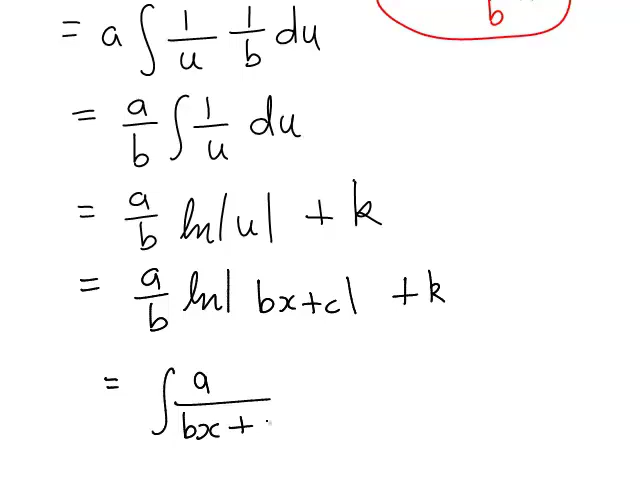 = a ∫ 1/u 1/b du
b
= a/b ∫ 1/u du
= a/b ln|u| + k
= a/b ln| bx+c| + k
= ∫ a/bx +